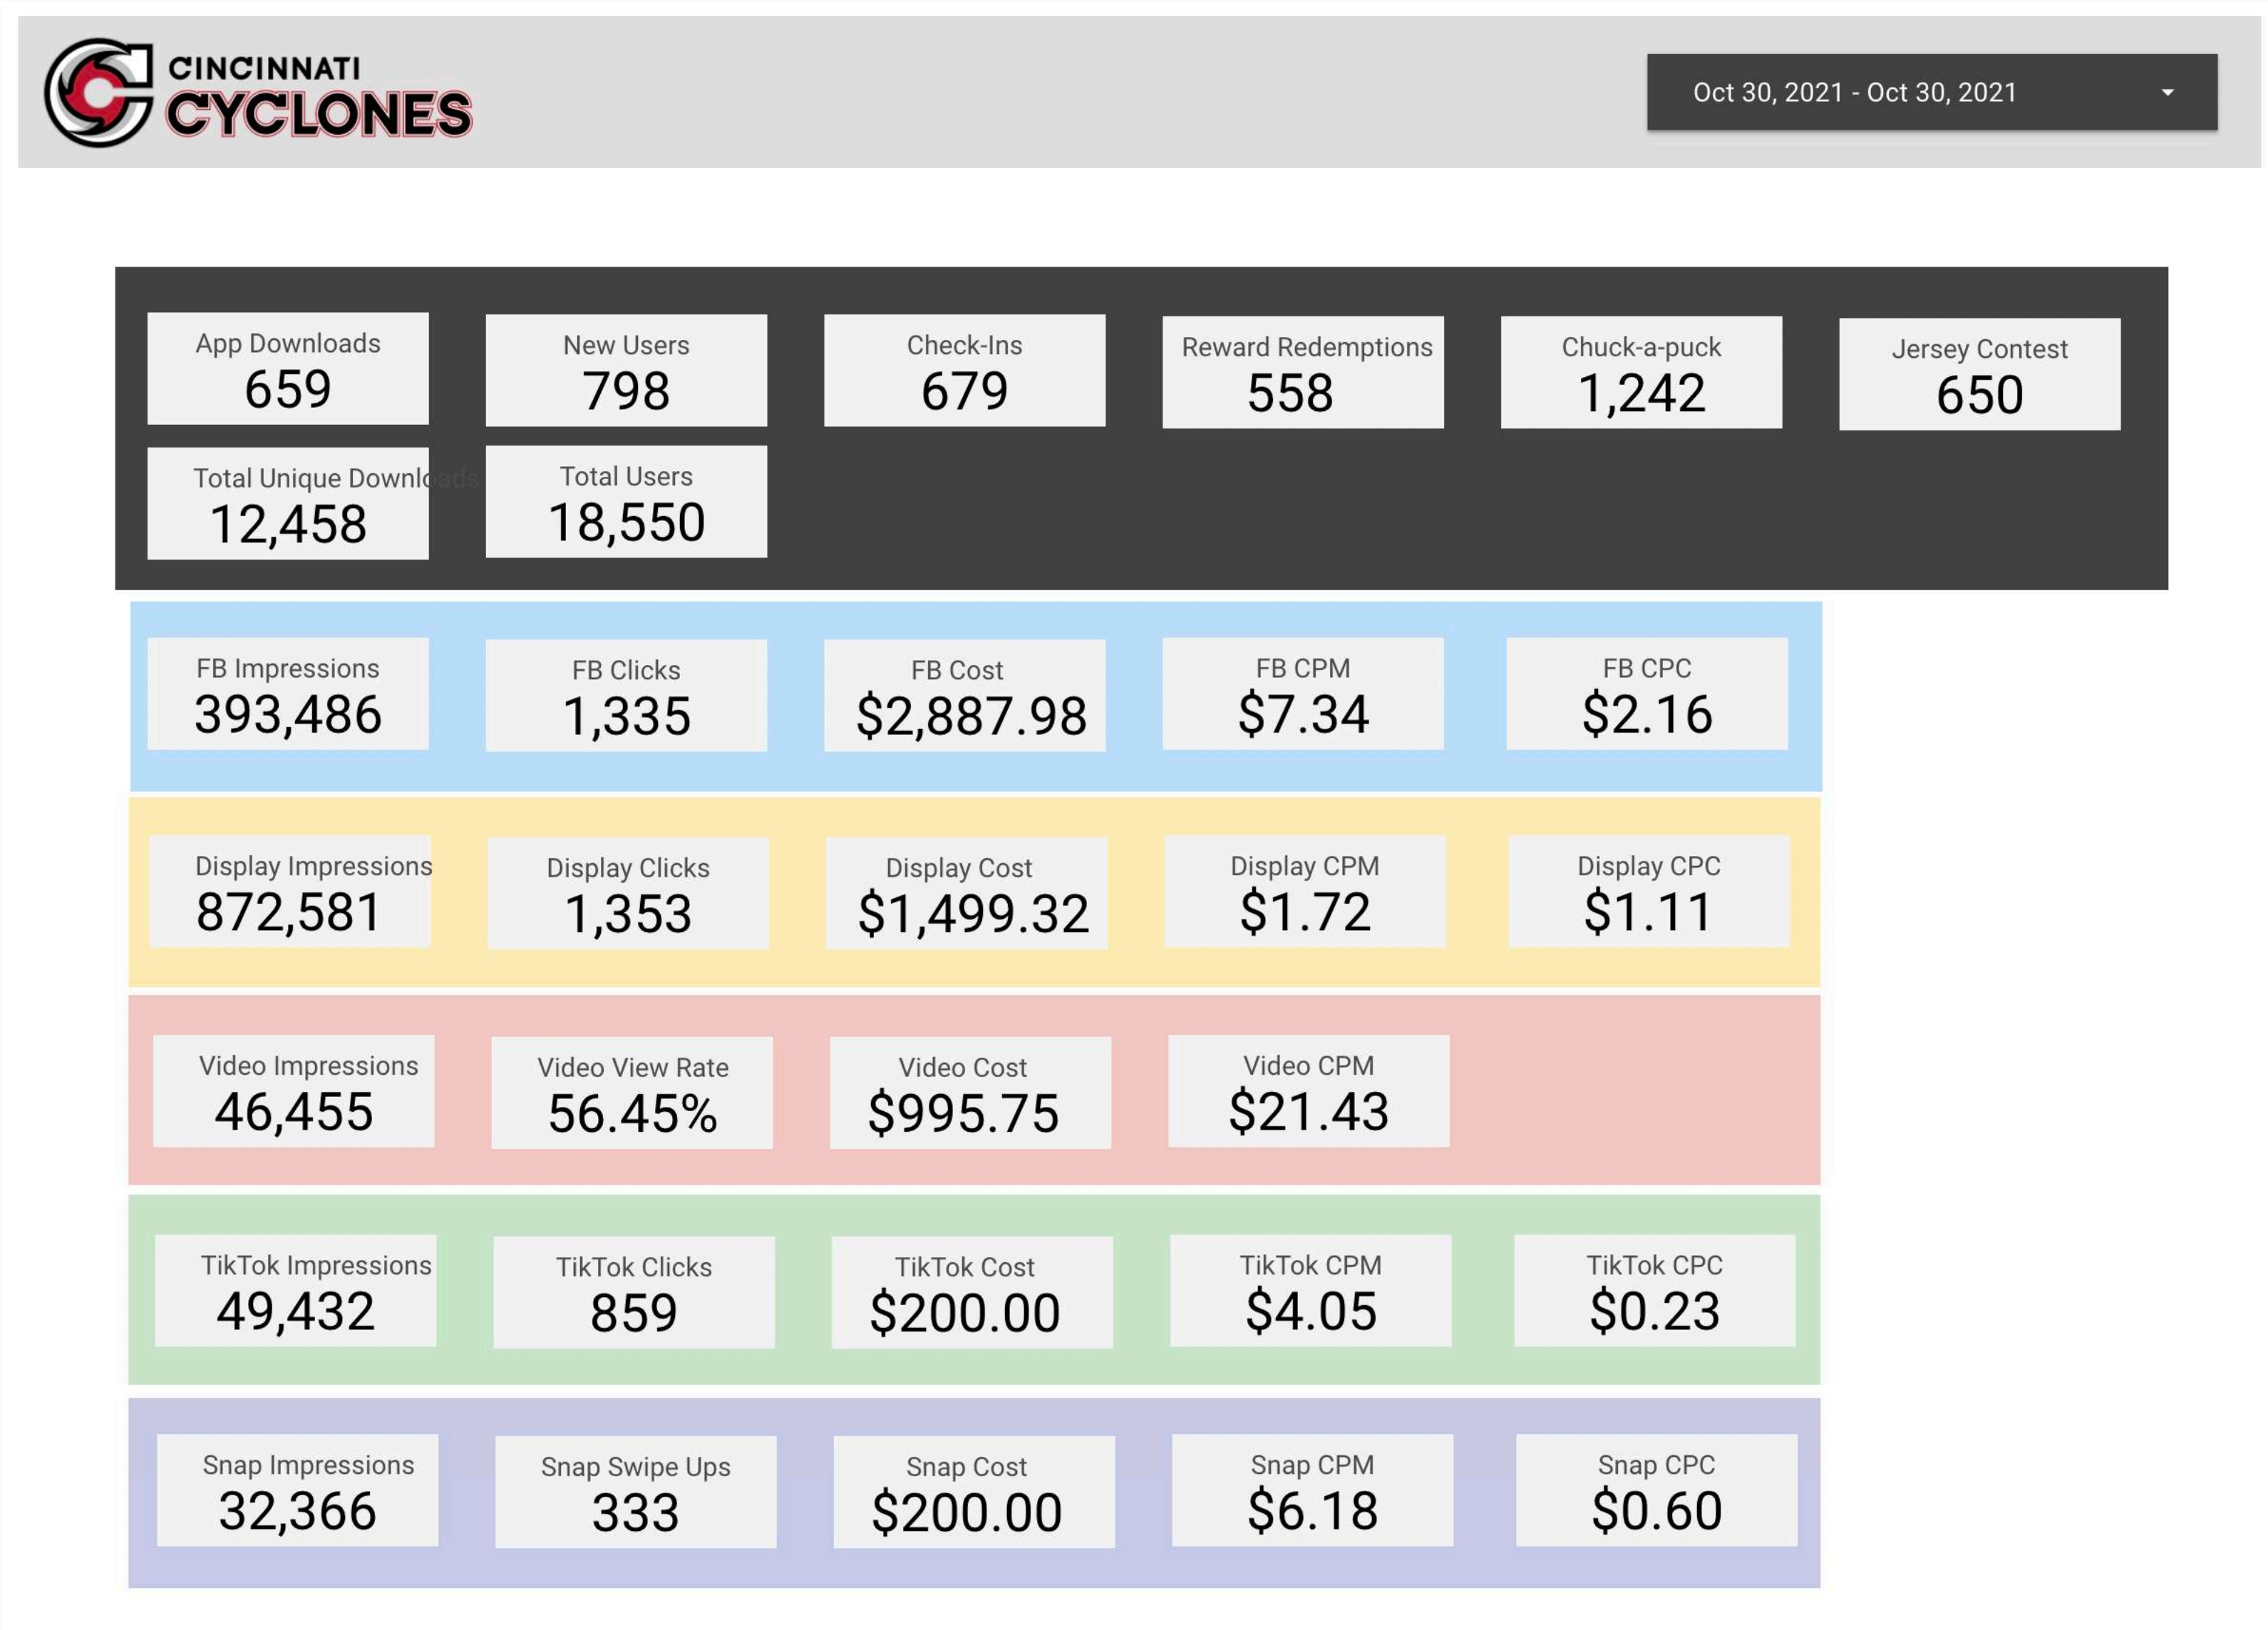 CINCINNATI
CYCLONES
Oct 30, 2021 - Oct 30, 2021
App Downloads
659
New Users
798
Check-Ins
679
Reward Redemptions
558
Chuck-a-puck
1,242
Jersey Contest
650
Total Unique Downloads
12,458
Total Users
18,550
FB Impressions
393,486
FB Clicks
1,335
FB Cost
$2,887.98
FB CPM
$7.34
FB CPC
$2.16
Display Impressions
872,581
Display Clicks
1,353
Display Cost
$1,499.32
Display CPM
$1.72
Display CPC
$1.11
Video Impressions
46,455
Video View Rate
56.45%
Video Cost
$995.75
Video CPM
$21.43
TikTok Impressions
49,432
TikTok Clicks
859
TikTok Cost
$200.00
TikTok CPM
$4.05
TikTok CPC
$0.23
Snap Impressions
32,366
Snap Swipe Ups
333
Snap Cost
$200.00
Snap CPM
$6.18
Snap CPC
$0.60